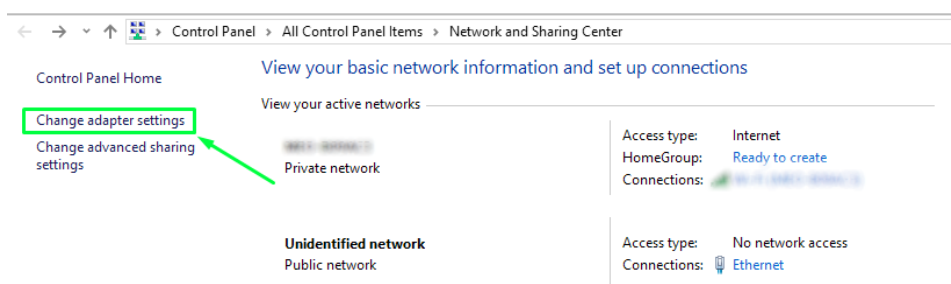 Control Panel > All Control Panel Items > Network and Sharing Center
Control Panel Home
Change adapter settings
Change advanced sharing
settings
View your basic network information and set up connections
View your active networks
Private network
Access type: Internet
HomeGroup: Ready to create
Connections:
Unidentified network
Public network
Access type: No network access
Connections: Ethernet